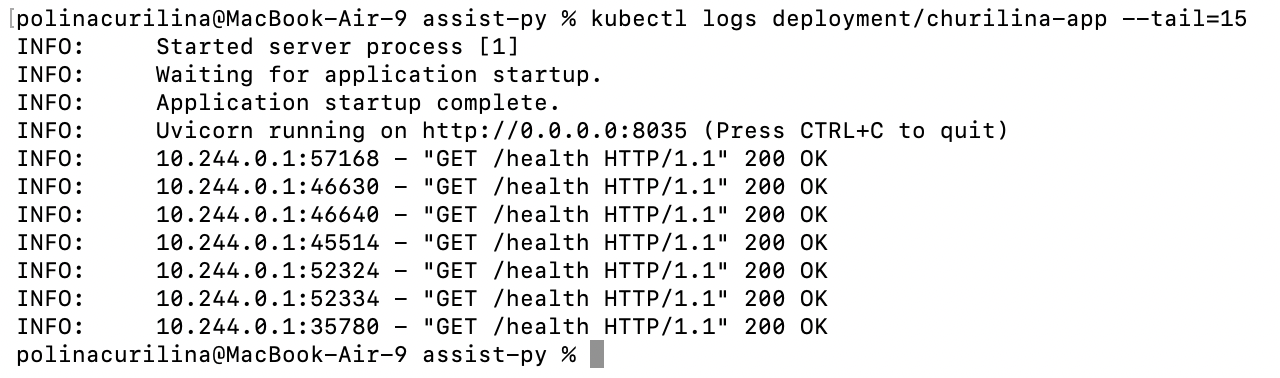 [polinacurilina@MacBook-Air-9 assist-py % kubectl logs deployment/churilina-app --tail=15
INFO:     Started server process [1]
INFO:     Waiting for application startup.
INFO:     Application startup complete.
INFO:     Uvicorn running on http://0.0.0.0:8035 (Press CTRL+C to quit)
INFO:     10.244.0.1:57168 - "GET /health HTTP/1.1" 200 OK
INFO:     10.244.0.1:46630 - "GET /health HTTP/1.1" 200 OK
INFO:     10.244.0.1:46640 - "GET /health HTTP/1.1" 200 OK
INFO:     10.244.0.1:45514 - "GET /health HTTP/1.1" 200 OK
INFO:     10.244.0.1:52324 - "GET /health HTTP/1.1" 200 OK
INFO:     10.244.0.1:52334 - "GET /health HTTP/1.1" 200 OK
INFO:     10.244.0.1:35780 - "GET /health HTTP/1.1" 200 OK
polinacurilina@MacBook-Air-9 assist-py %